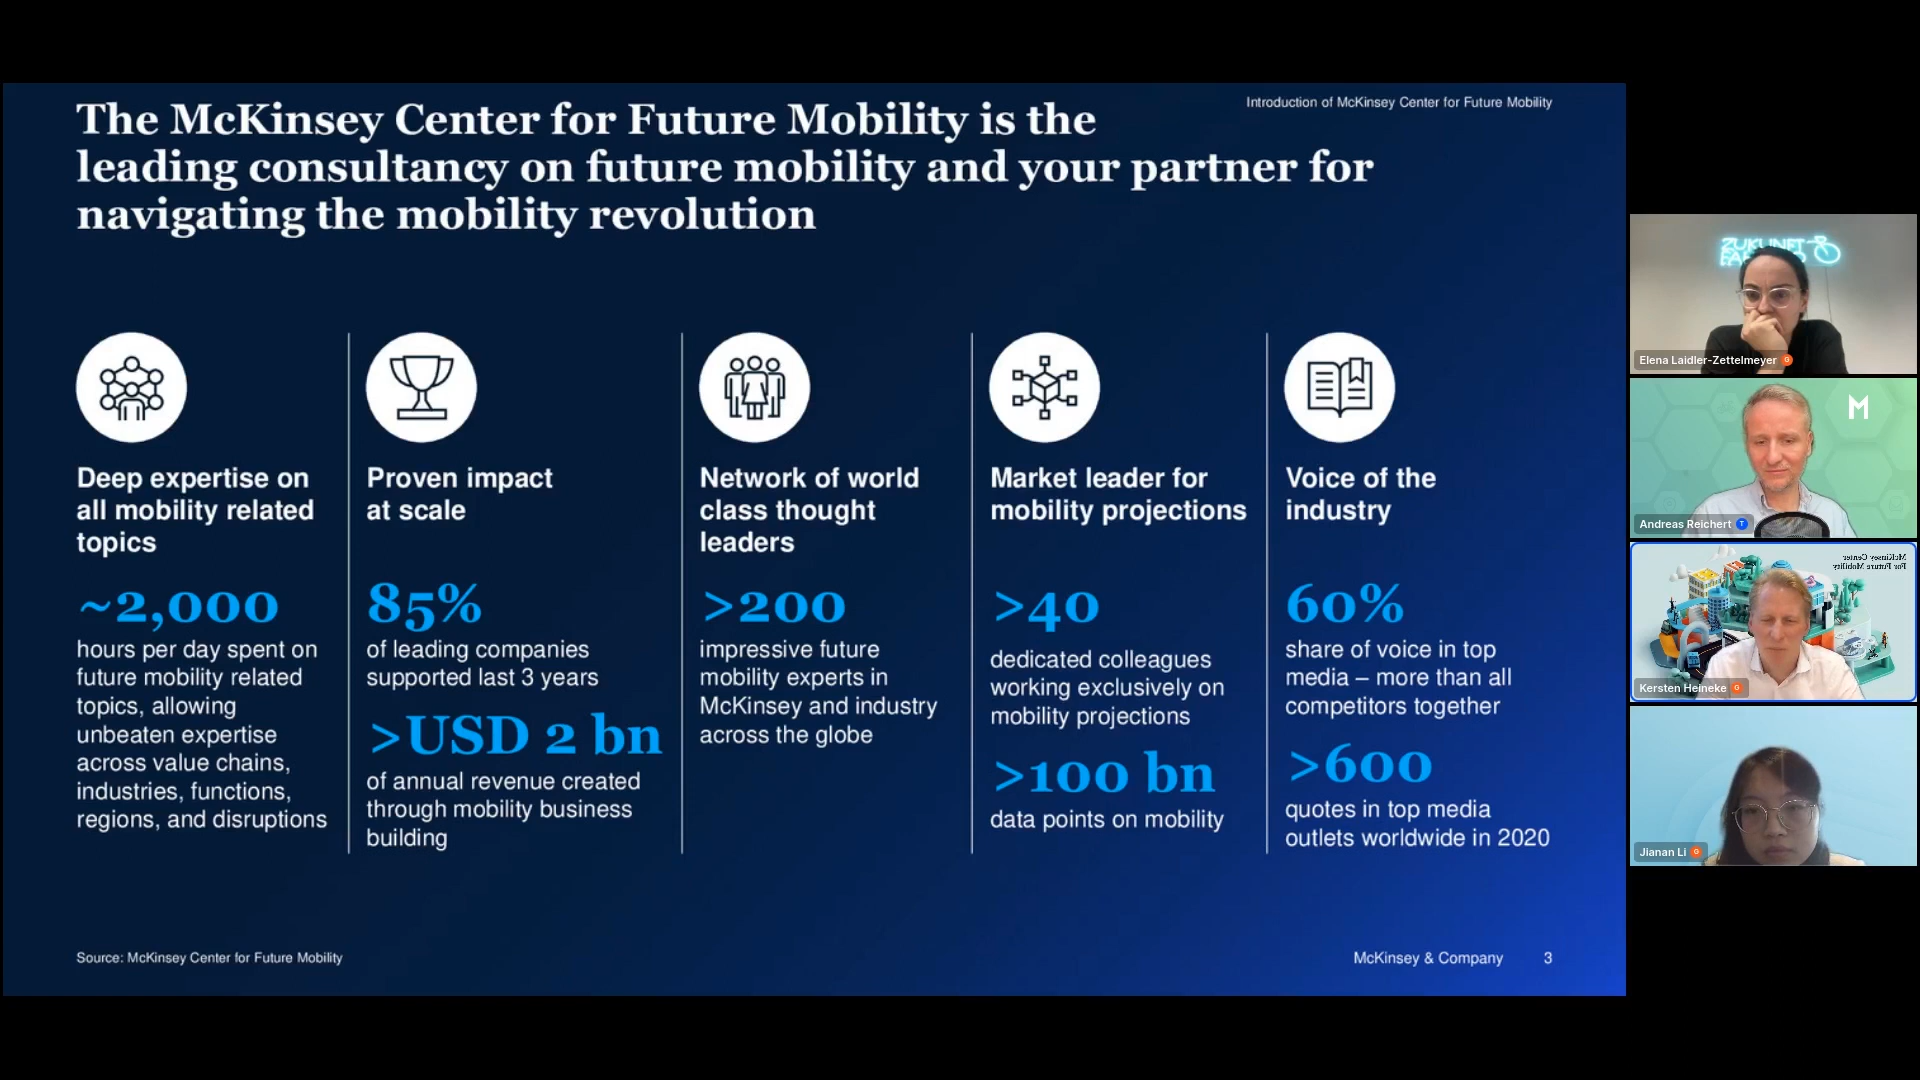 Introduction of McKinsey Center for Future Mobility
The McKinsey Center for Future Mobility is the
leading consultancy on future mobility and your partner for
navigating the mobility revolution
Deep expertise on
all mobility related
topics
~2,000
hours per day spent on
future mobility related
topics, allowing
unbeaten expertise
across value chains,
industries, functions,
regions, and disruptions
Proven impact
at scale
85%
of leading companies
supported last 3 years
>USD 2 bn
of annual revenue created
through mobility business
building
Network of world
class thought
leaders
>200
impressive future
mobility experts in
McKinsey and industry
across the globe
Market leader for
mobility projections
>40
dedicated colleagues
working exclusively on
mobility projections
>100 bn
data points on mobility
Voice of the
industry
60%
share of voice in top
media – more than all
competitors together
>600
quotes in top media
outlets worldwide in 2020
Source: McKinsey Center for Future Mobility
McKinsey & Company 3
ZUKUNFT
Elena Laidler-Zettelmeyer G
M
Andreas Reichert T
McKinsey Center
For Future Mobility
Kersten Heineke G
Jianan Li G